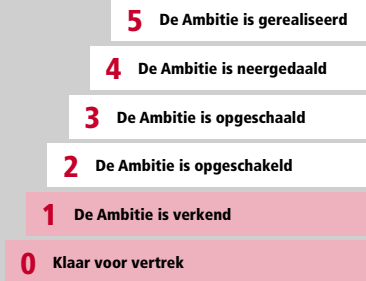 5 De Ambitie is gerealiseerd
4 De Ambitie is neergedaald
3 De Ambitie is opgeschaald
2 De Ambitie is opgeschakeld
1 De Ambitie is verkend
0 Klaar voor vertrek